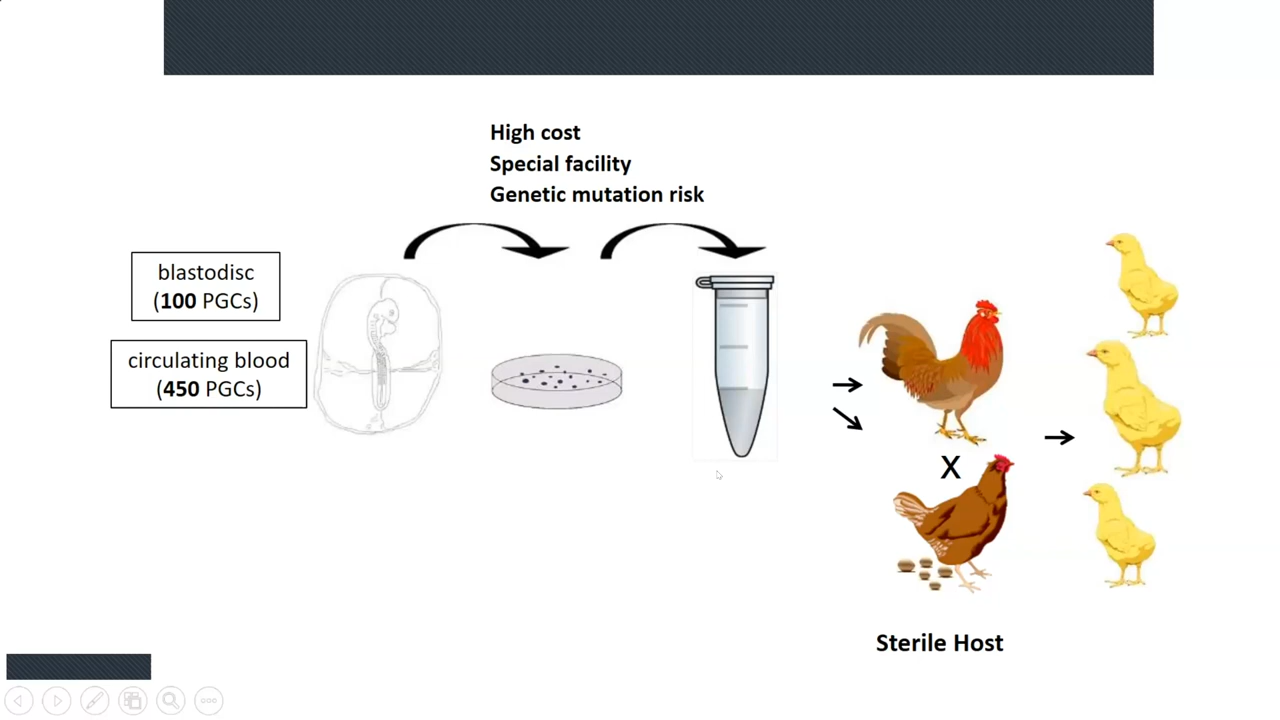 High cost
Special facility
Genetic mutation risk
blastodisc
(100 PGCs)
circulating blood
(450 PGCs)
X
Sterile Host